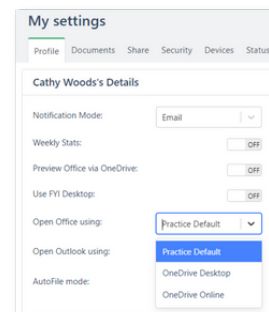 My settings
Profile Documents Share Security Devices Status
Cathy Woods's Details
Notification Mode: Email
Weekly Stats: OFF
Preview Office via OneDrive: OFF
Use FYI Desktop: OFF
Open Office using: Practice Default
Open Outlook using: Practice Default
OneDrive Desktop
AutoFile mode:
OneDrive Online